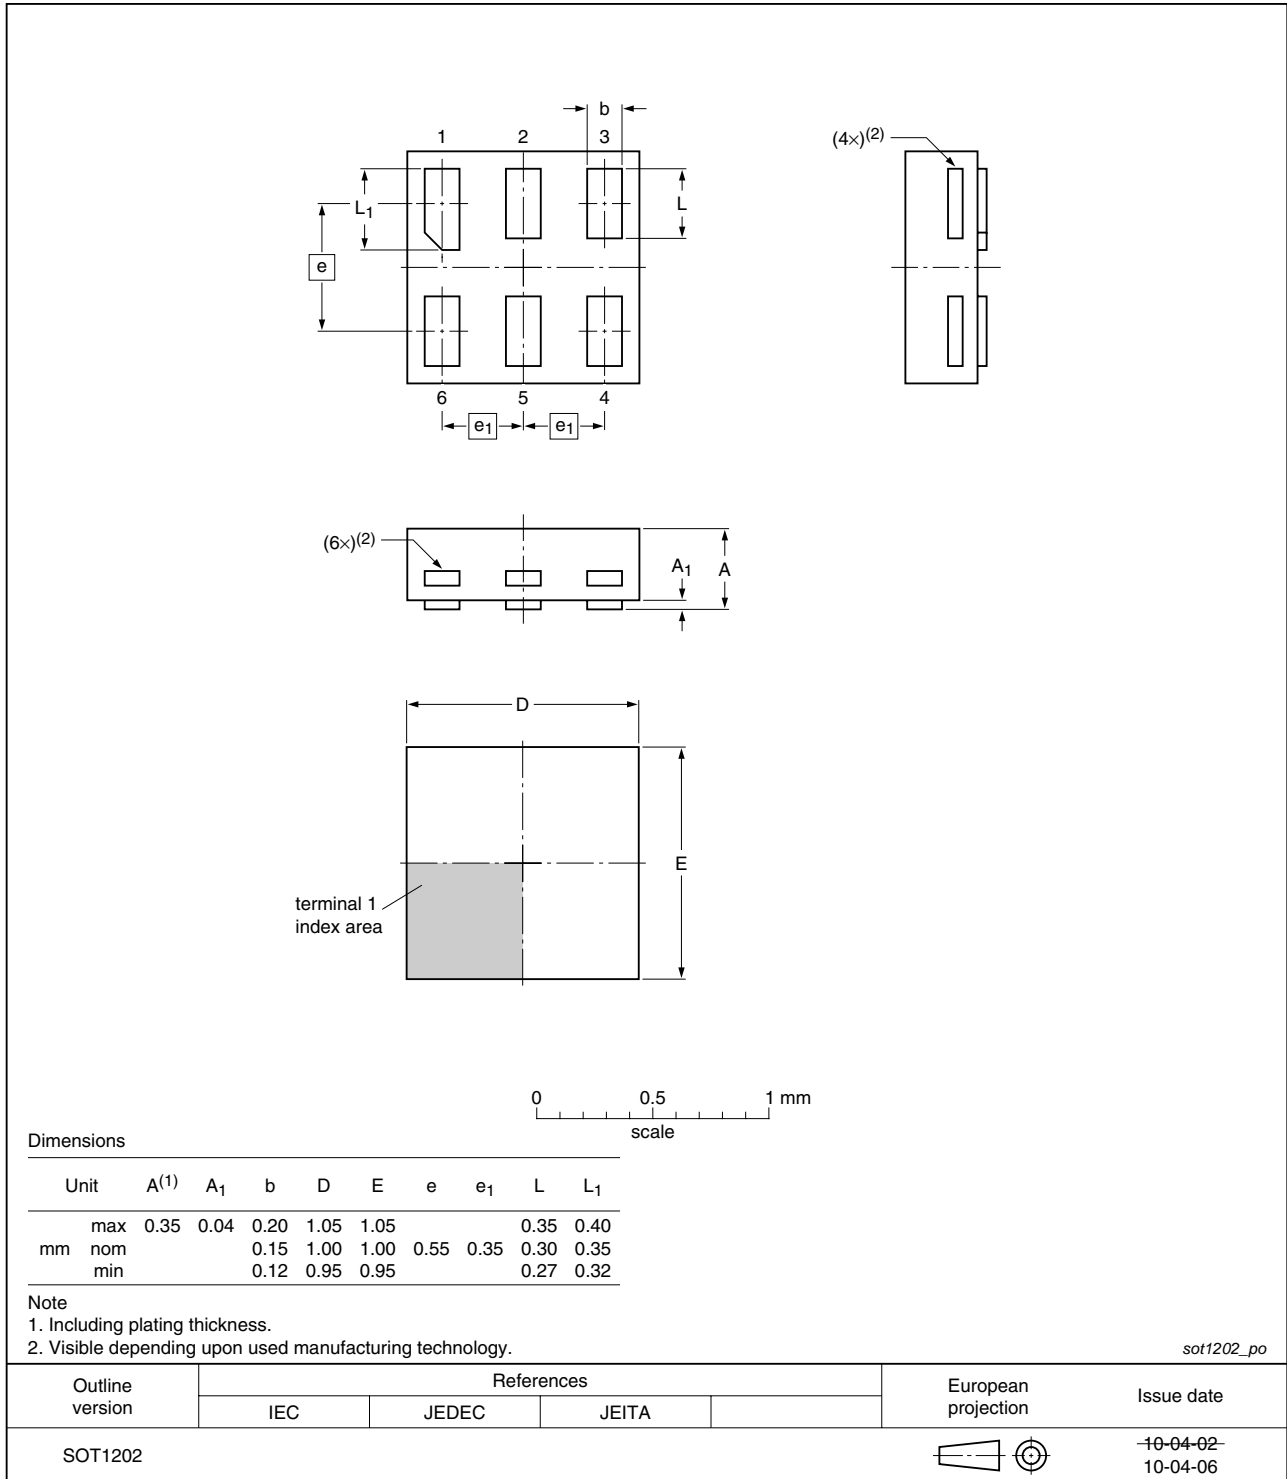 b
1 2 3
(4×)(2)
L1
L
e
6 5 4
e1 e1
(6×)(2)
A1 A
D
E
terminal 1
index area
0 0.5 1 mm
scale
Dimensions
Unit A(1) A1 b D E e e1 L L1
max 0.35 0.04 0.20 1.05 1.05 0.35 0.40
mm nom 0.15 1.00 1.00 0.55 0.35 0.30 0.35
min 0.12 0.95 0.95 0.27 0.32
Note
1. Including plating thickness.
2. Visible depending upon used manufacturing technology.
sot1202_po
Outline
version
References
IEC JEDEC JEITA
European
projection
Issue date
SOT1202
10-04-02
10-04-06